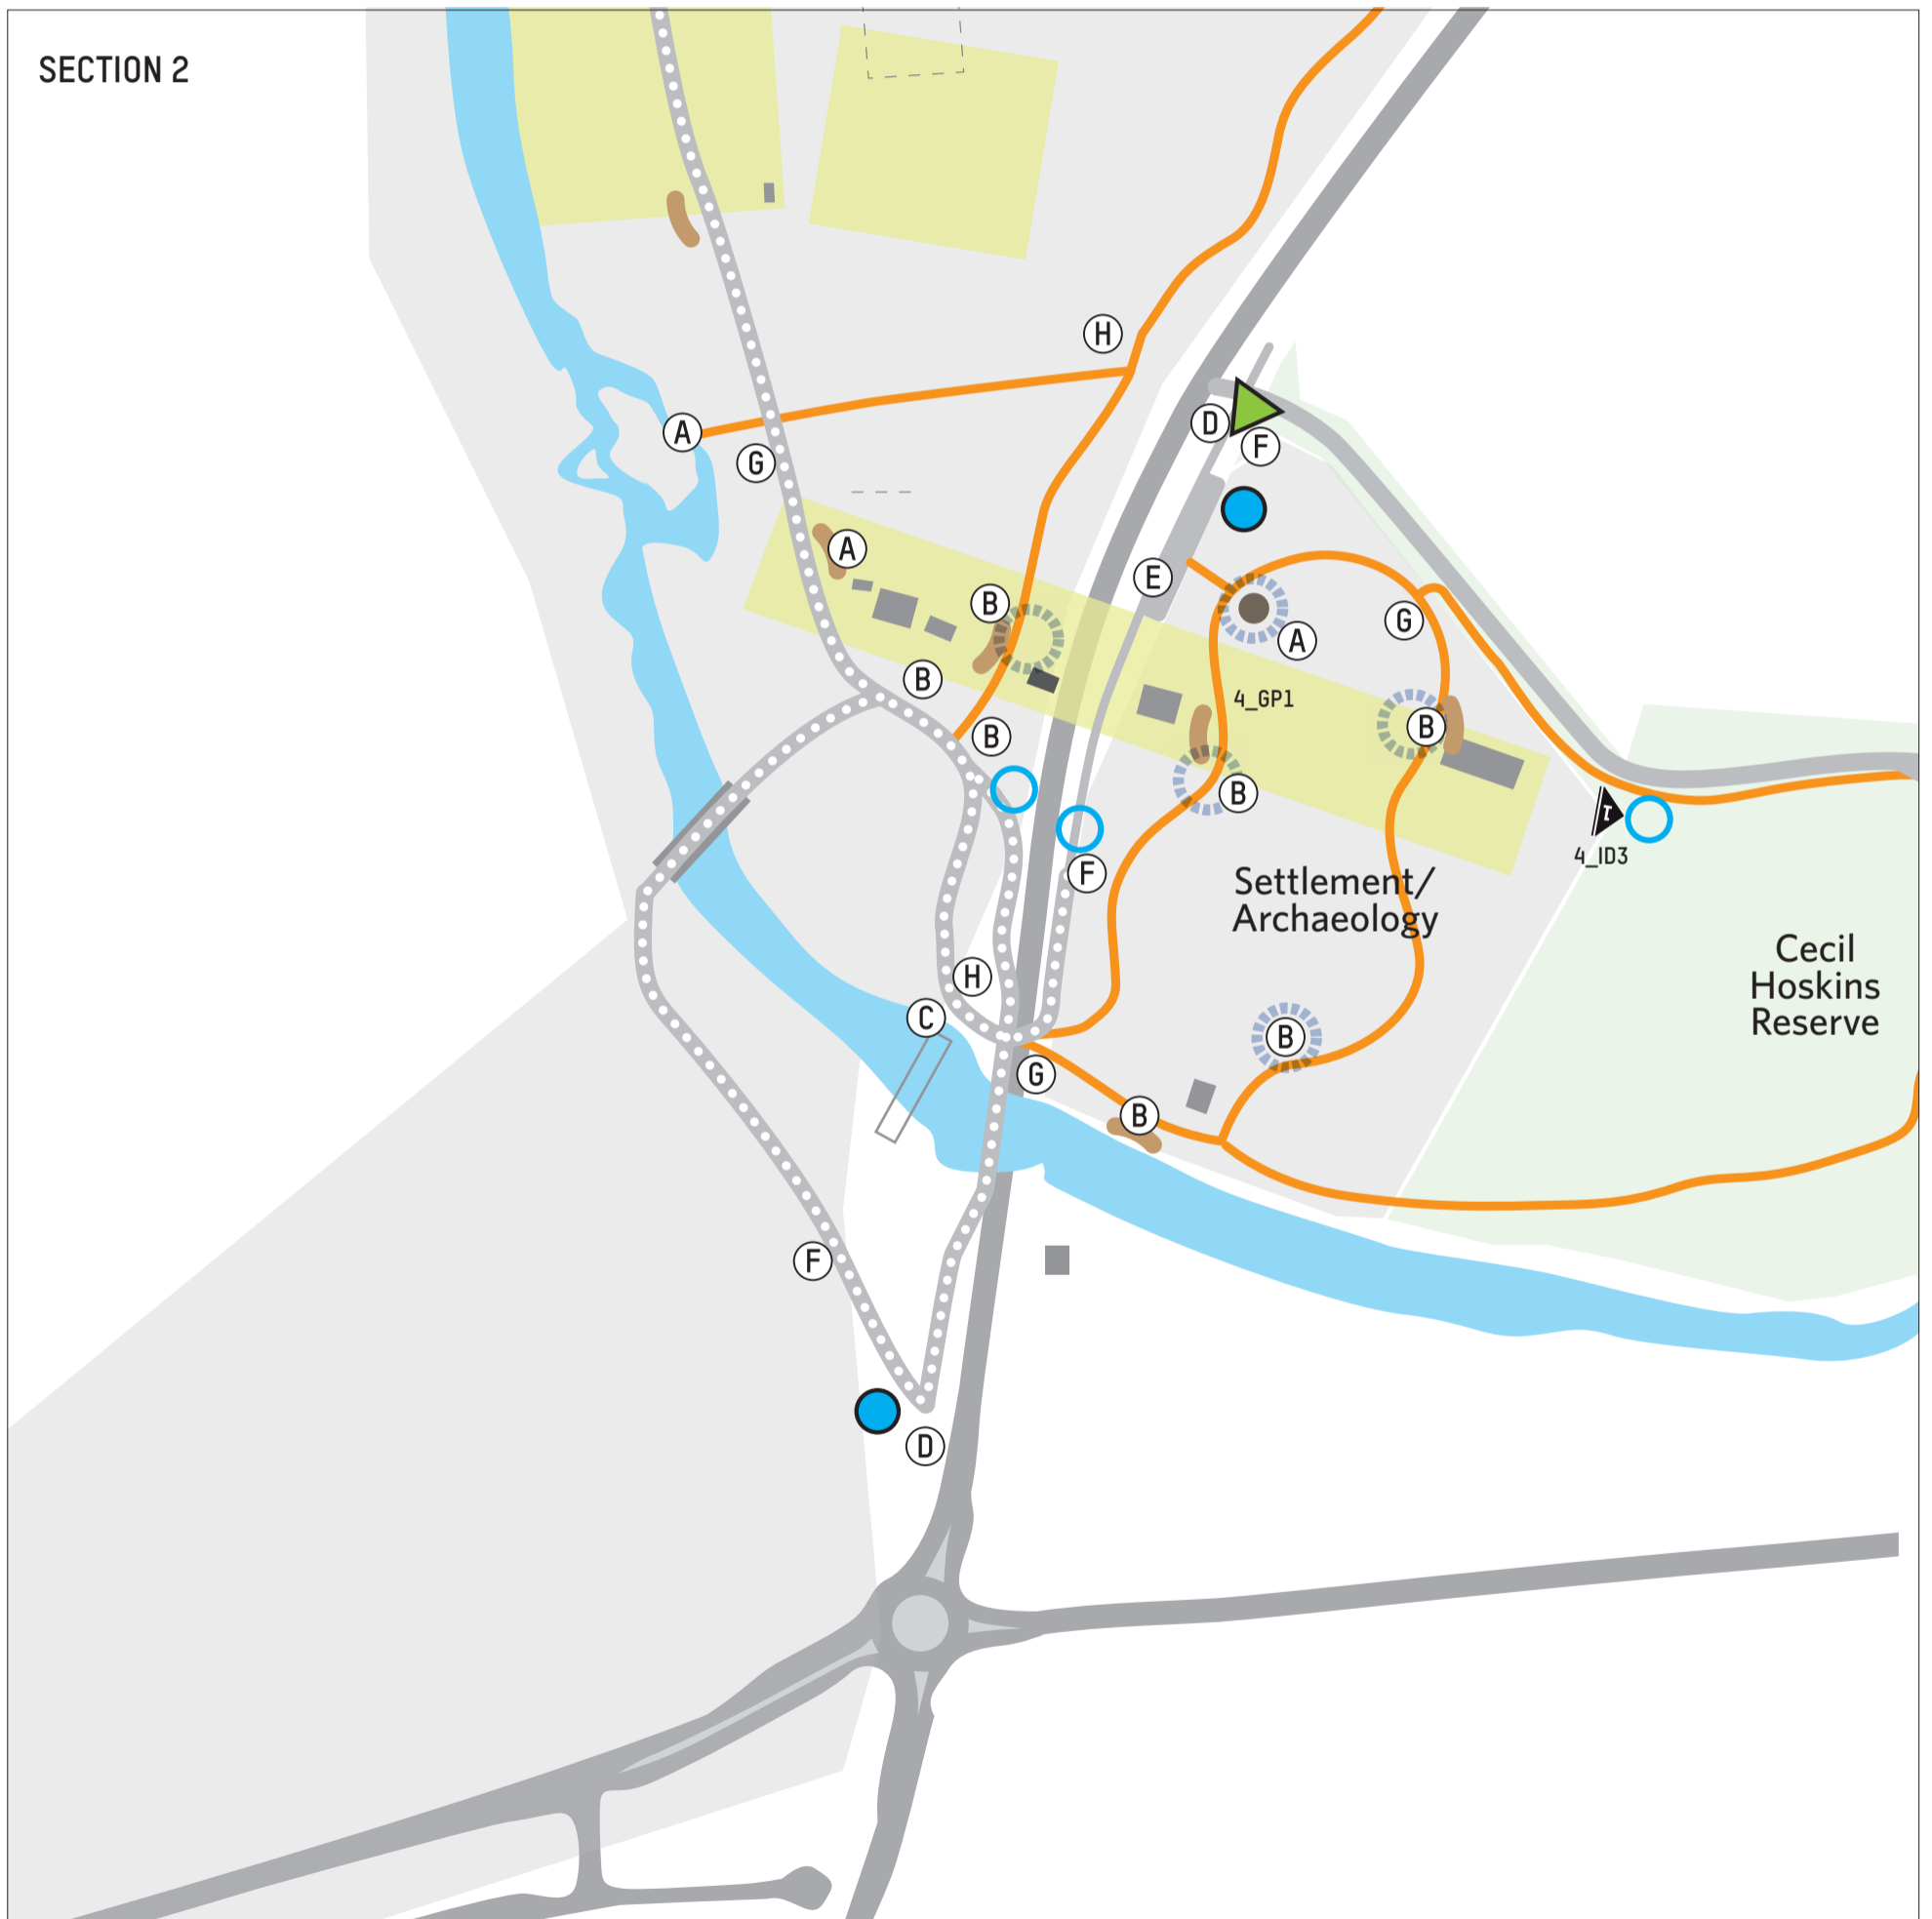 SECTION 2
H
A
D
F
G
A
E
B
G
A
B
4_GP1
B
B
B
F
4_ID3
Settlement/
Archaeology
Cecil
Hoskins
Reserve
H
C
B
G
B
F
D